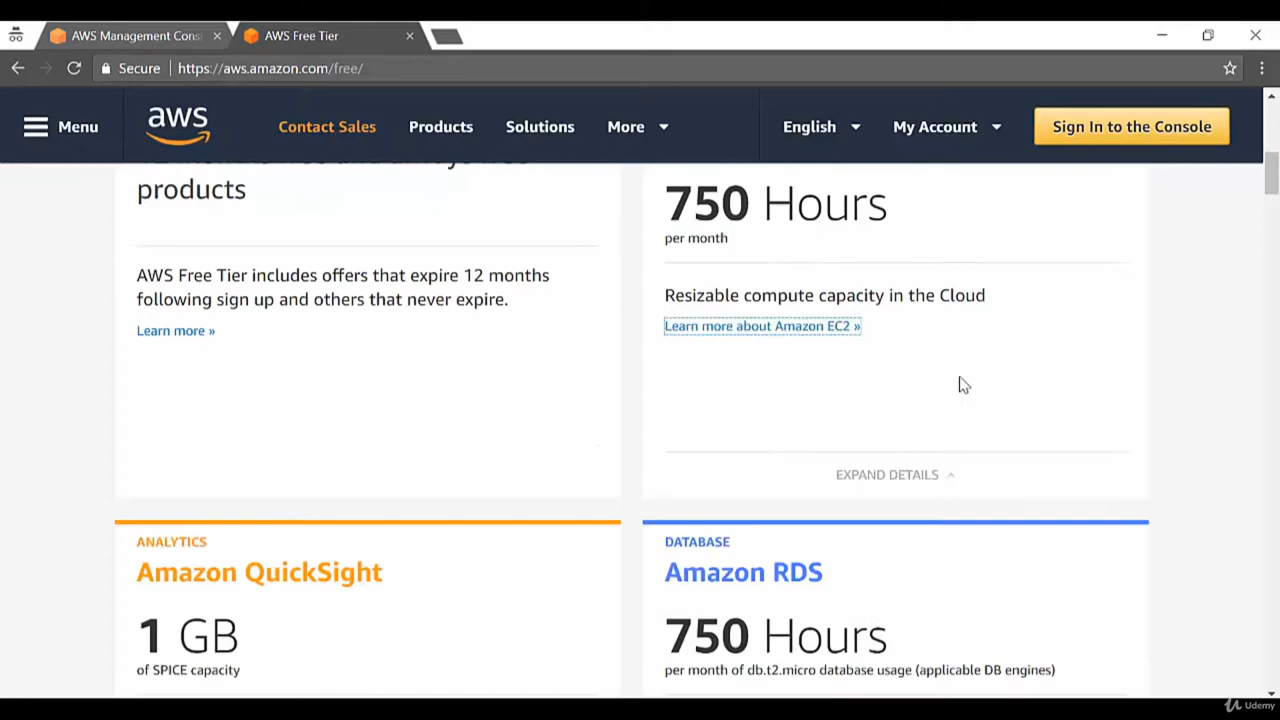 AWS Management Consi
AWS Free Tier
Secure
https://aws.amazon.com/free/
Menu
aws
Contact Sales
Products
Solutions
More
English
My Account
Sign In to the Console
products
AWS Free Tier includes offers that expire 12 months
following sign up and others that never expire.
Learn more »
750 Hours
per month
Resizable compute capacity in the Cloud
Learn more about Amazon EC2 »
EXPAND DETAILS
ANALYTICS
Amazon QuickSight
1 GB
of SPICE capacity
DATABASE
Amazon RDS
750 Hours
per month of db.t2.micro database usage (applicable DB engines)
Udemy